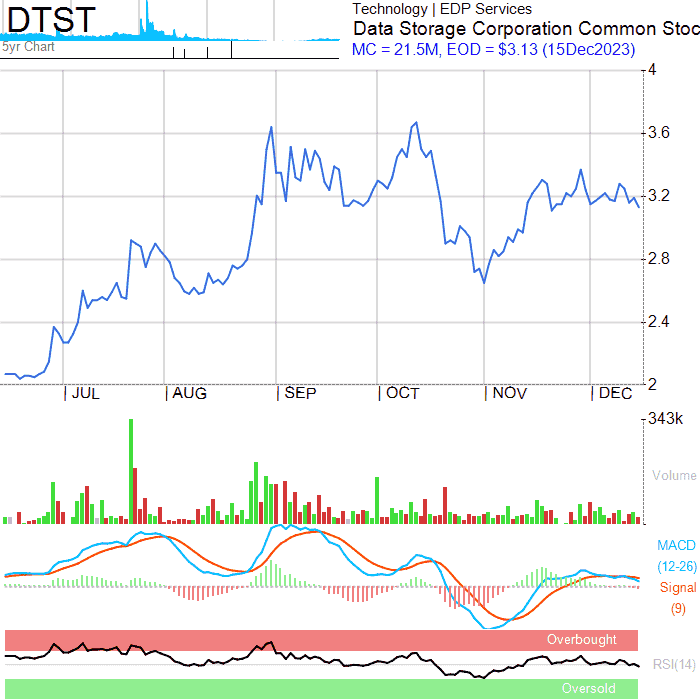 DTST
5yr Chart
Technology | EDP Services
Data Storage Corporation Common Stoc
MC = 21.5M, EOD = $3.13 (15Dec2023)
4
3.6
3.2
2.8
2.4
2
JUL AUG SEP OCT NOV DEC
343k
Volume
MACD
(12-26)
Signal
(9)
Overbought
RSI(14)
Oversold